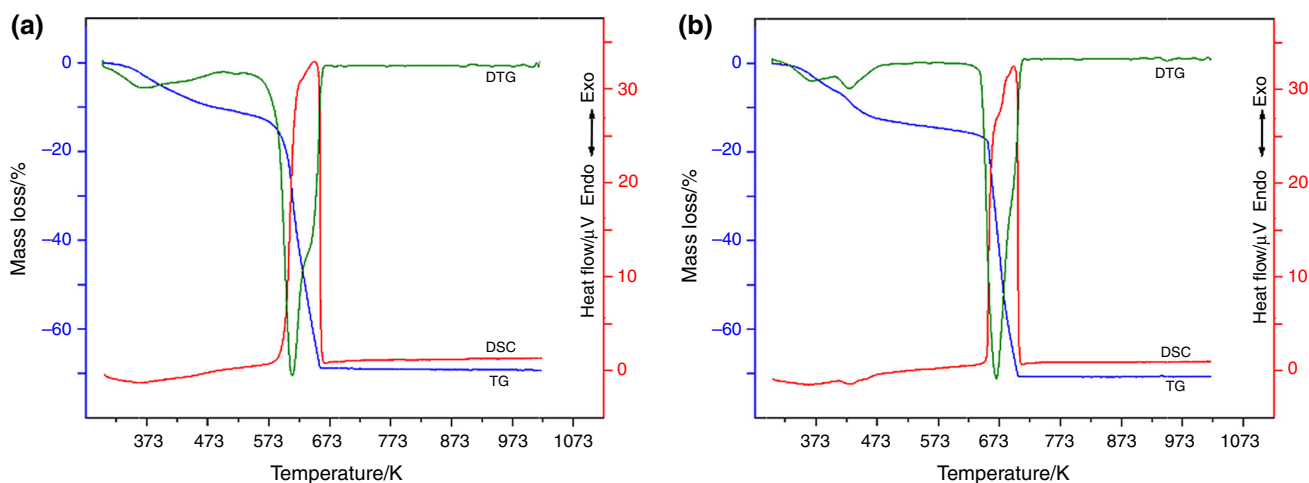 (a)
Mass loss/%
0
–20
–40
–60
DTG
DSC
TG
30
20
10
0
Heat flow/μV Endo Exo
373 473 573 673 773 873 973 1073
Temperature/K
(b)
Mass loss/%
0
–20
–40
–60
DTG
DSC
TG
30
20
10
0
Heat flow/μV Endo Exo
373 473 573 673 773 873 973 1073
Temperature/K